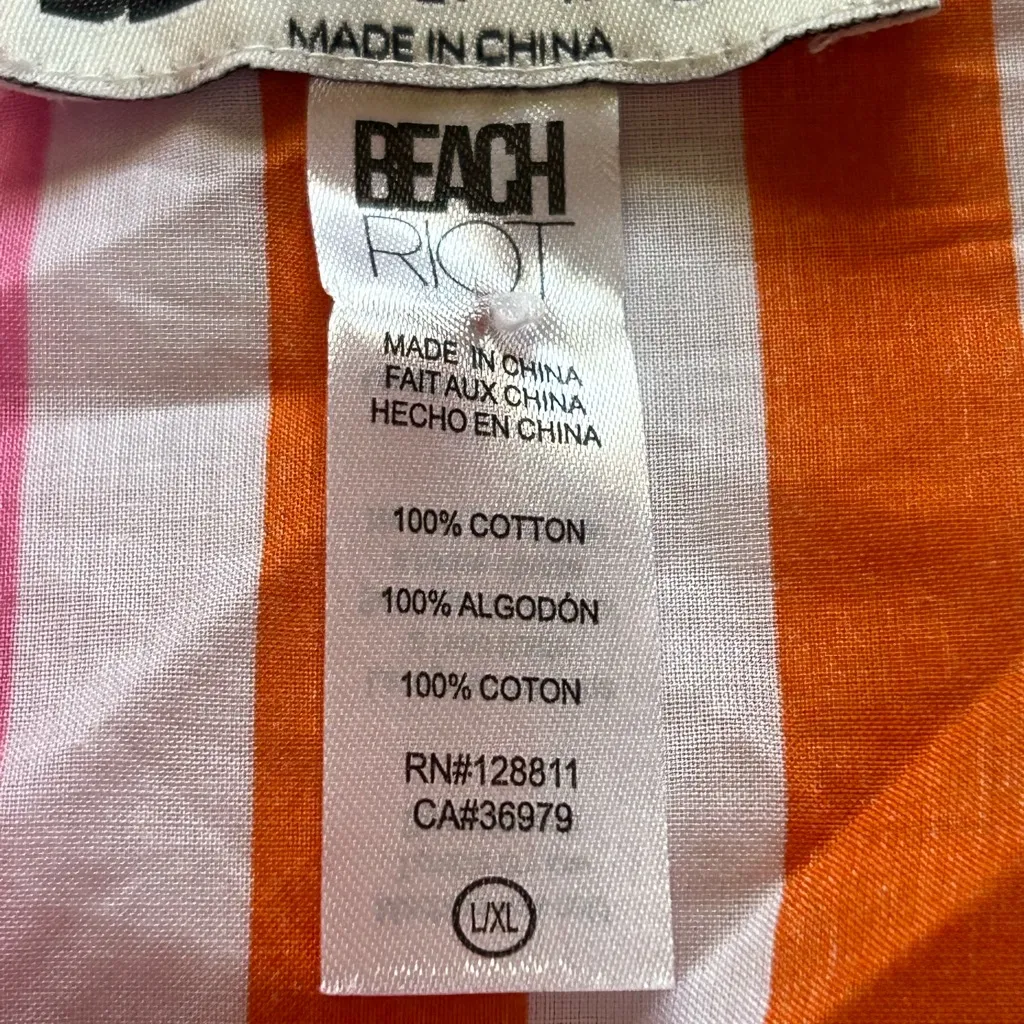 MADE IN CHINA
BEACH
RIOT
MADE IN CHINA
FAIT AUX CHINA
HECHO EN CHINA
100% COTTON
100% ALGODÓN
100% COTON
RN#128811
CA#36979
L/XL